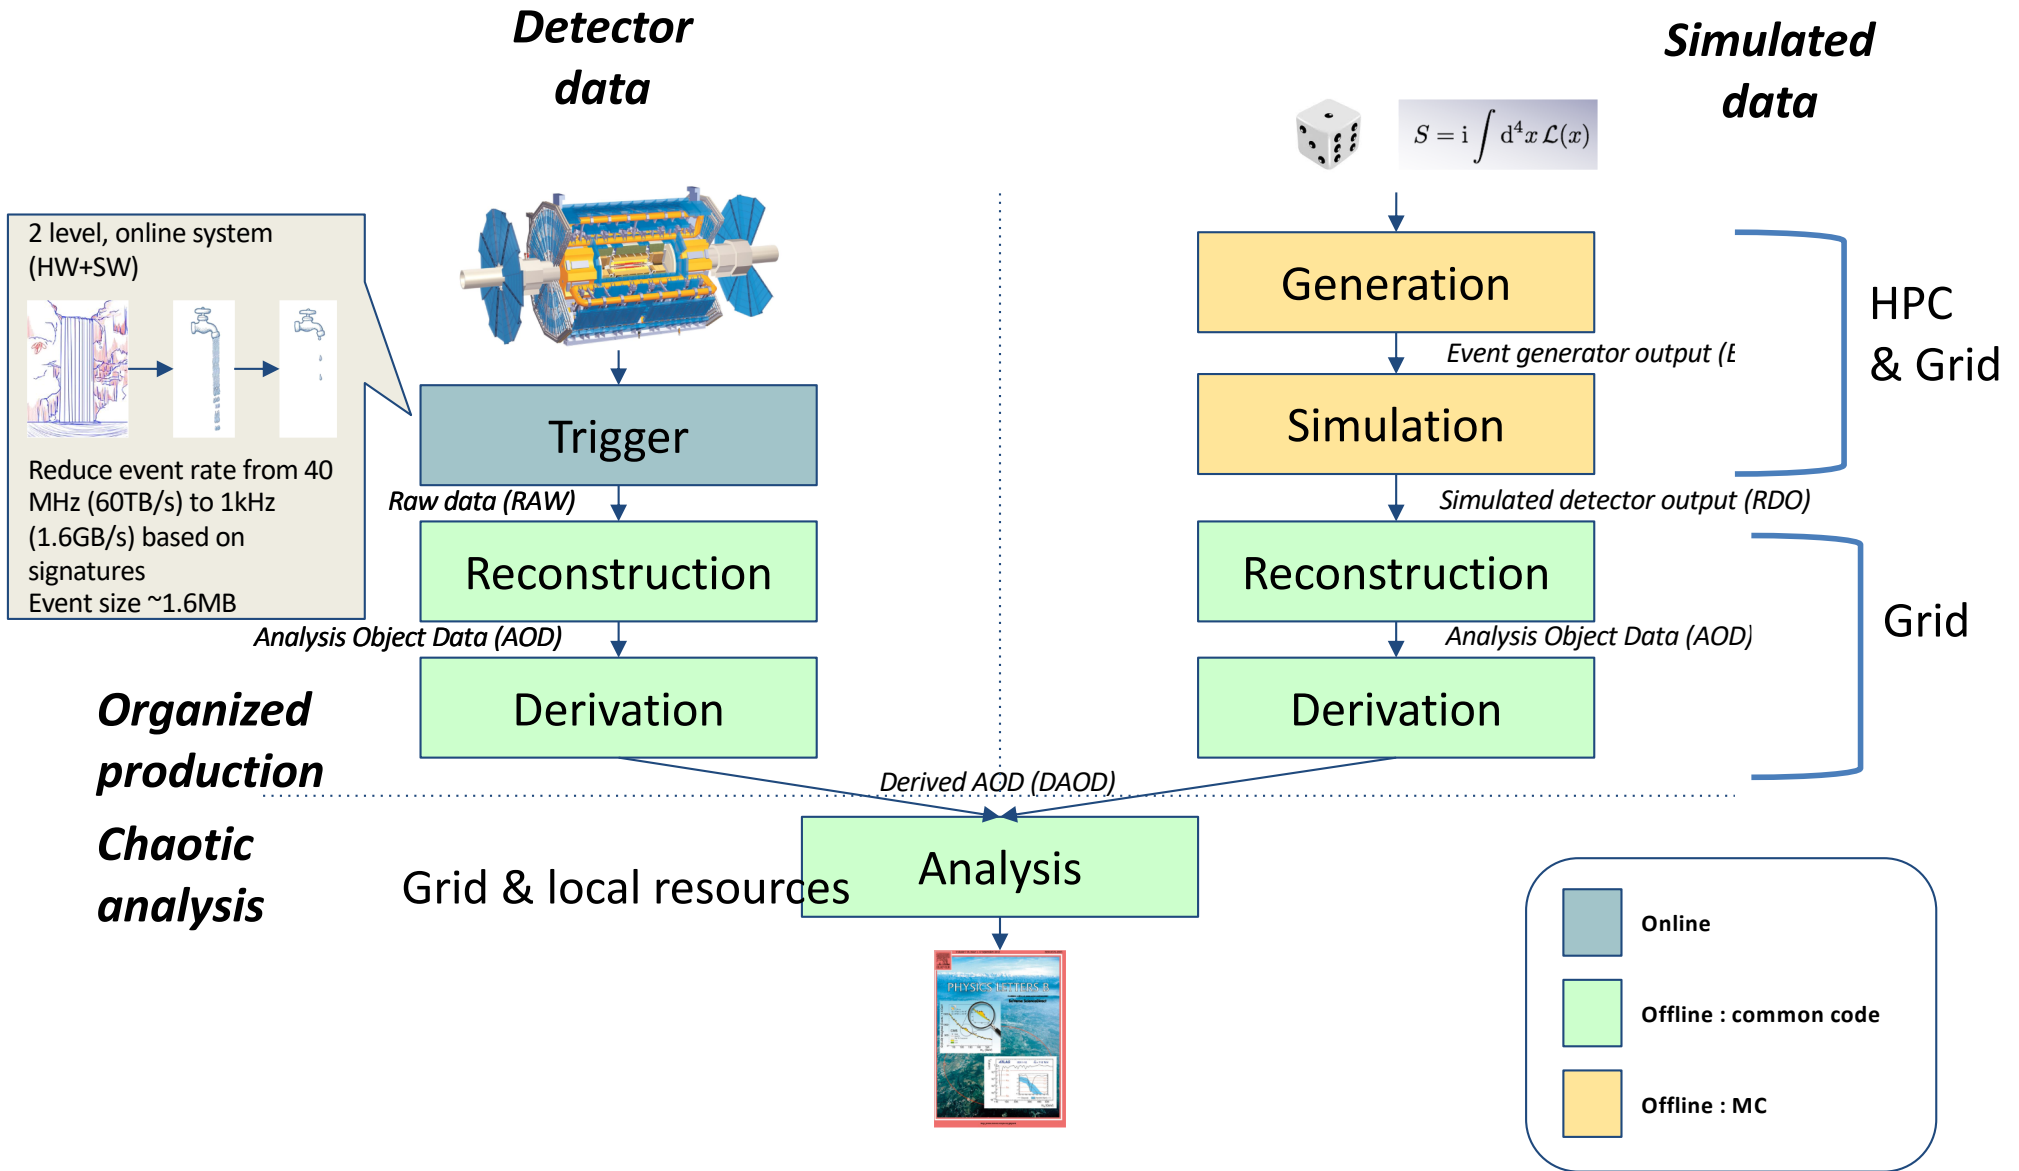 Detector
data
Simulated
data
S = i ∫ d⁴x ℒ(x)
2 level, online system
(HW+SW)
Reduce event rate from 40
MHz (60TB/s) to 1kHz
(1.6GB/s) based on
signatures
Event size ~1.6MB
Trigger
Raw data (RAW)
Reconstruction
Analysis Object Data (AOD)
Derivation
Generation
Event generator output (E
Simulation
Simulated detector output (RDO)
Reconstruction
Analysis Object Data (AOD)
Derivation
HPC
& Grid
Grid
Organized
production
Derived AOD (DAOD)
Chaotic
analysis
Grid & local resources
Analysis
PHYSICS LETTERS B
Online
Offline : common code
Offline : MC